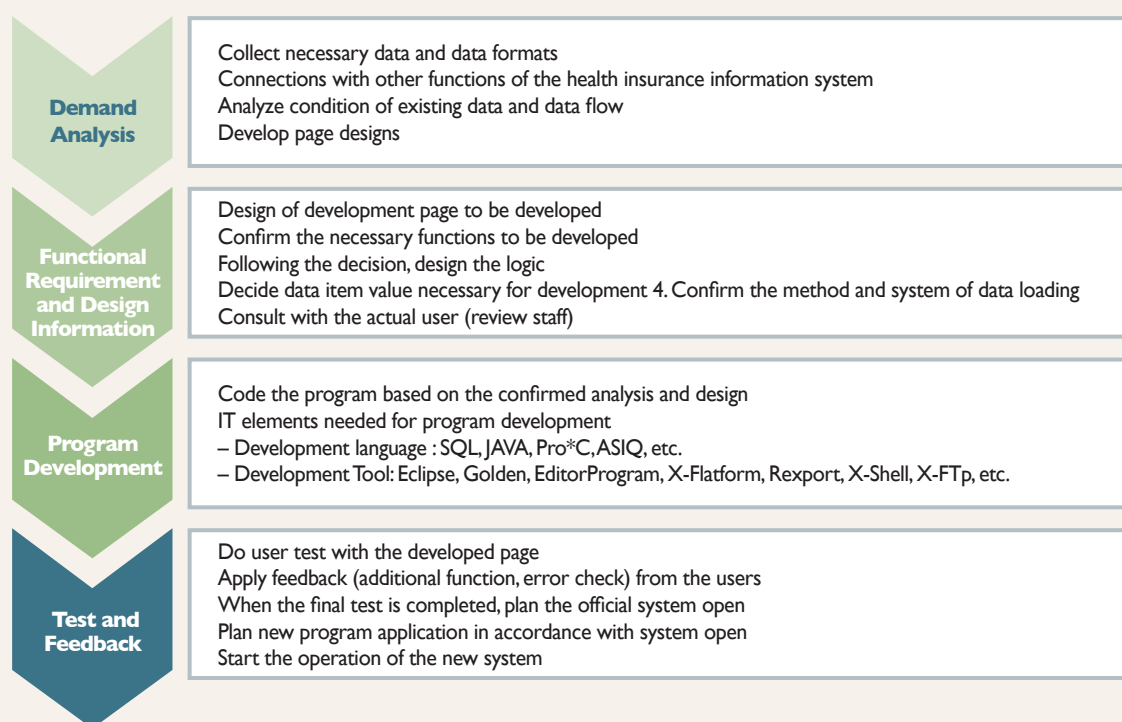 Demand
Analysis
Collect necessary data and data formats
Connections with other functions of the health insurance information system
Analyze condition of existing data and data flow
Develop page designs
Functional
Requirement
and Design
Information
Design of development page to be developed
Confirm the necessary functions to be developed
Following the decision, design the logic
Decide data item value necessary for development 4. Confirm the method and system of data loading
Consult with the actual user (review staff)
Program
Development
Code the program based on the confirmed analysis and design
IT elements needed for program development
– Development language : SQL, JAVA, Pro*C, ASIQ, etc.
– Development Tool: Eclipse, Golden, EditorProgram, X-Flatform, Rexport, X-Shell, X-FTp, etc.
Test and
Feedback
Do user test with the developed page
Apply feedback (additional function, error check) from the users
When the final test is completed, plan the official system open
Plan new program application in accordance with system open
Start the operation of the new system